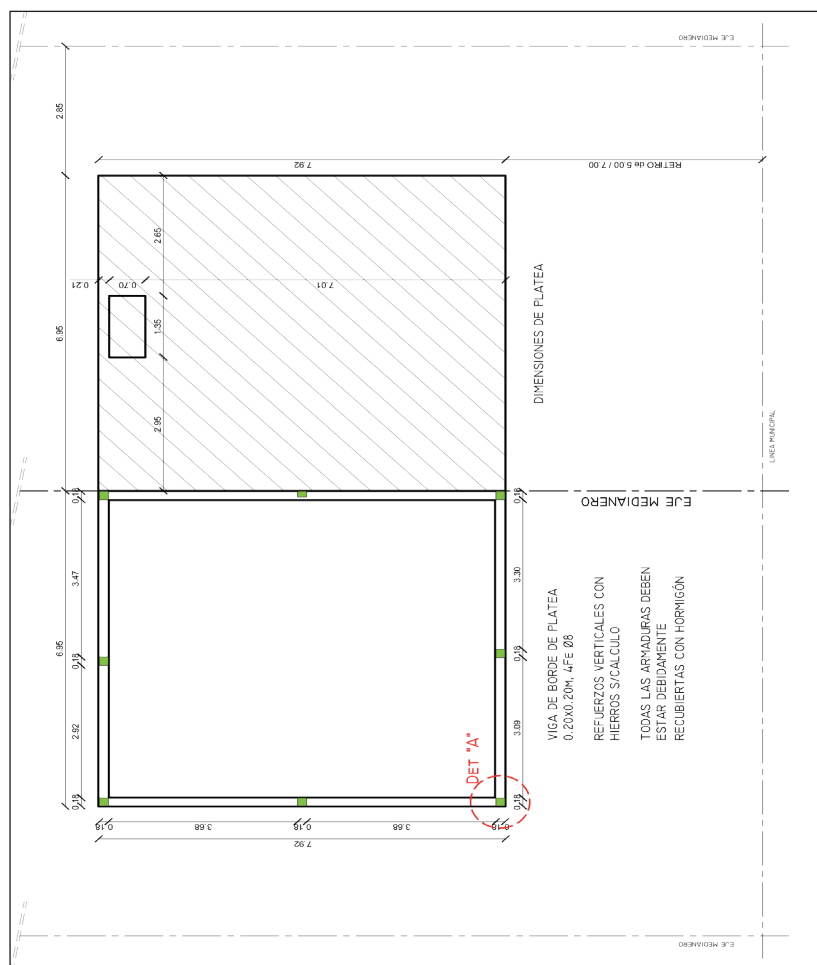 EJE MEDIANERO
2.85
7.92
RETIRO de 5.00 / 7.00
2.65
0.21
0.70
7.01
6.95
1.35
DIMENSIONES DE PLATEA
2.95
LINEA MUNICIPAL
0.18
0.18
EJE MEDIANERO
3.47
3.30
6.95
0.18
0.18
VIGA DE BORDE DE PLATEA
0.20x0.20M, 4Fe Ø8
REFUERZOS VERTICALES CON
HIERROS S/CALCULO
TODAS LAS ARMADURAS DEBEN
ESTAR DEBIDAMENTE
RECUBIERTAS CON HORMIGÓN
2.92
3.09
DET "A"
0.18
0.18
0.18
3.68
0.18
3.68
0.18
7.92
EJE MEDIANERO